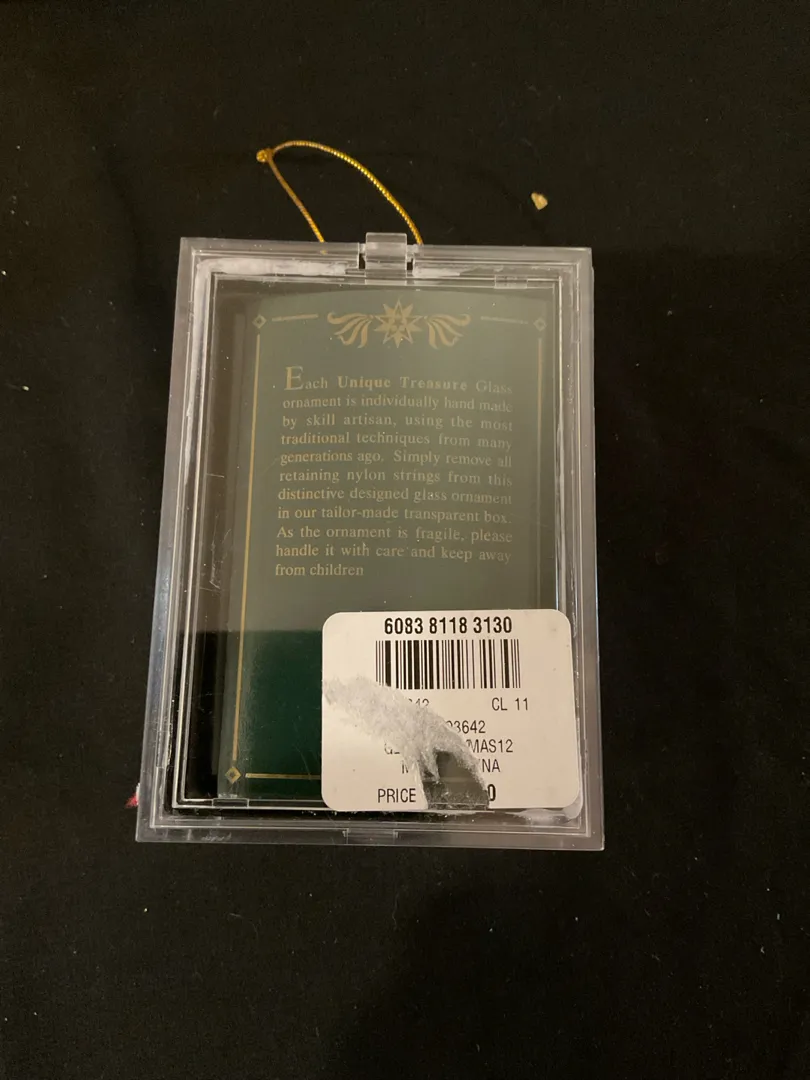 Each Unique Treasure Glass
ornament is individually hand made
by skill artisan, using the most
traditional techniques from many
generations ago. Simply remove all
retaining nylon strings from this
distinctive designed glass ornament
in our tailor-made transparent box.
As the ornament is fragile, please
handle it with care and keep away
from children
6083 8118 3130
CL 11
PRICE